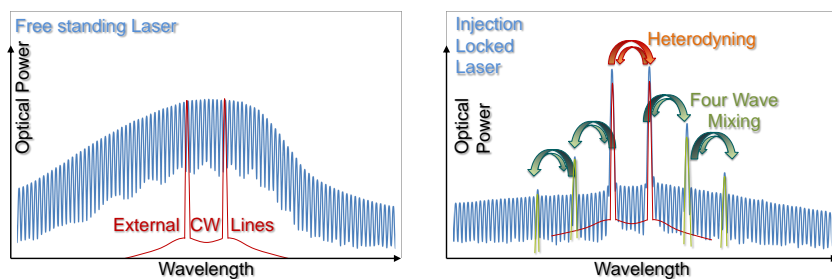 Free standing Laser
Optical Power
External CW Lines
Wavelength
Injection
Locked
Laser
Heterodyning
Four Wave
Mixing
Optical
Power
Wavelength